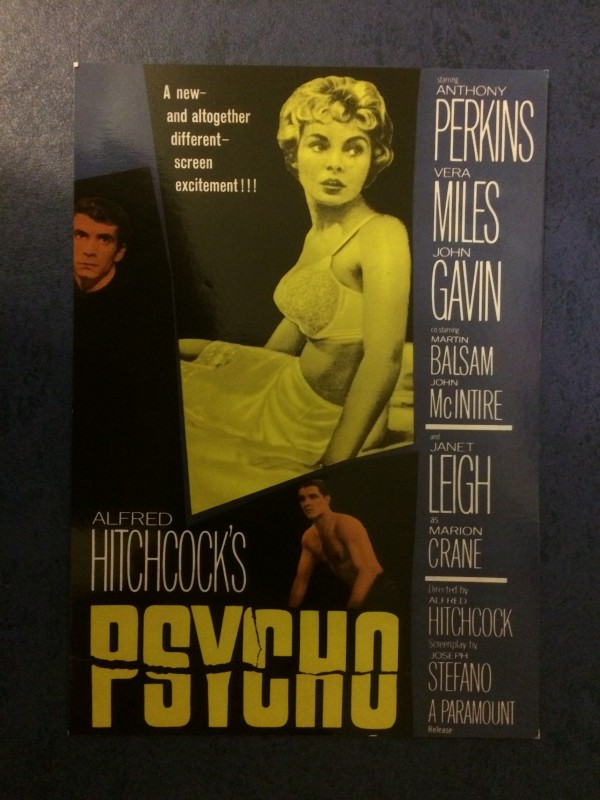 A new—
and altogether
different—
screen
excitement!!!
starring
ANTHONY
PERKINS
VERA
MILES
JOHN
GAVIN
co-starring
MARTIN
BALSAM
JOHN
McINTIRE
and
JANET
LEIGH
as
MARION
CRANE
Directed by
ALFRED
HITCHCOCK
Screenplay by
JOSEPH
STEFANO
A PARAMOUNT
Release
ALFRED
HITCHCOCK'S
PSYCHO